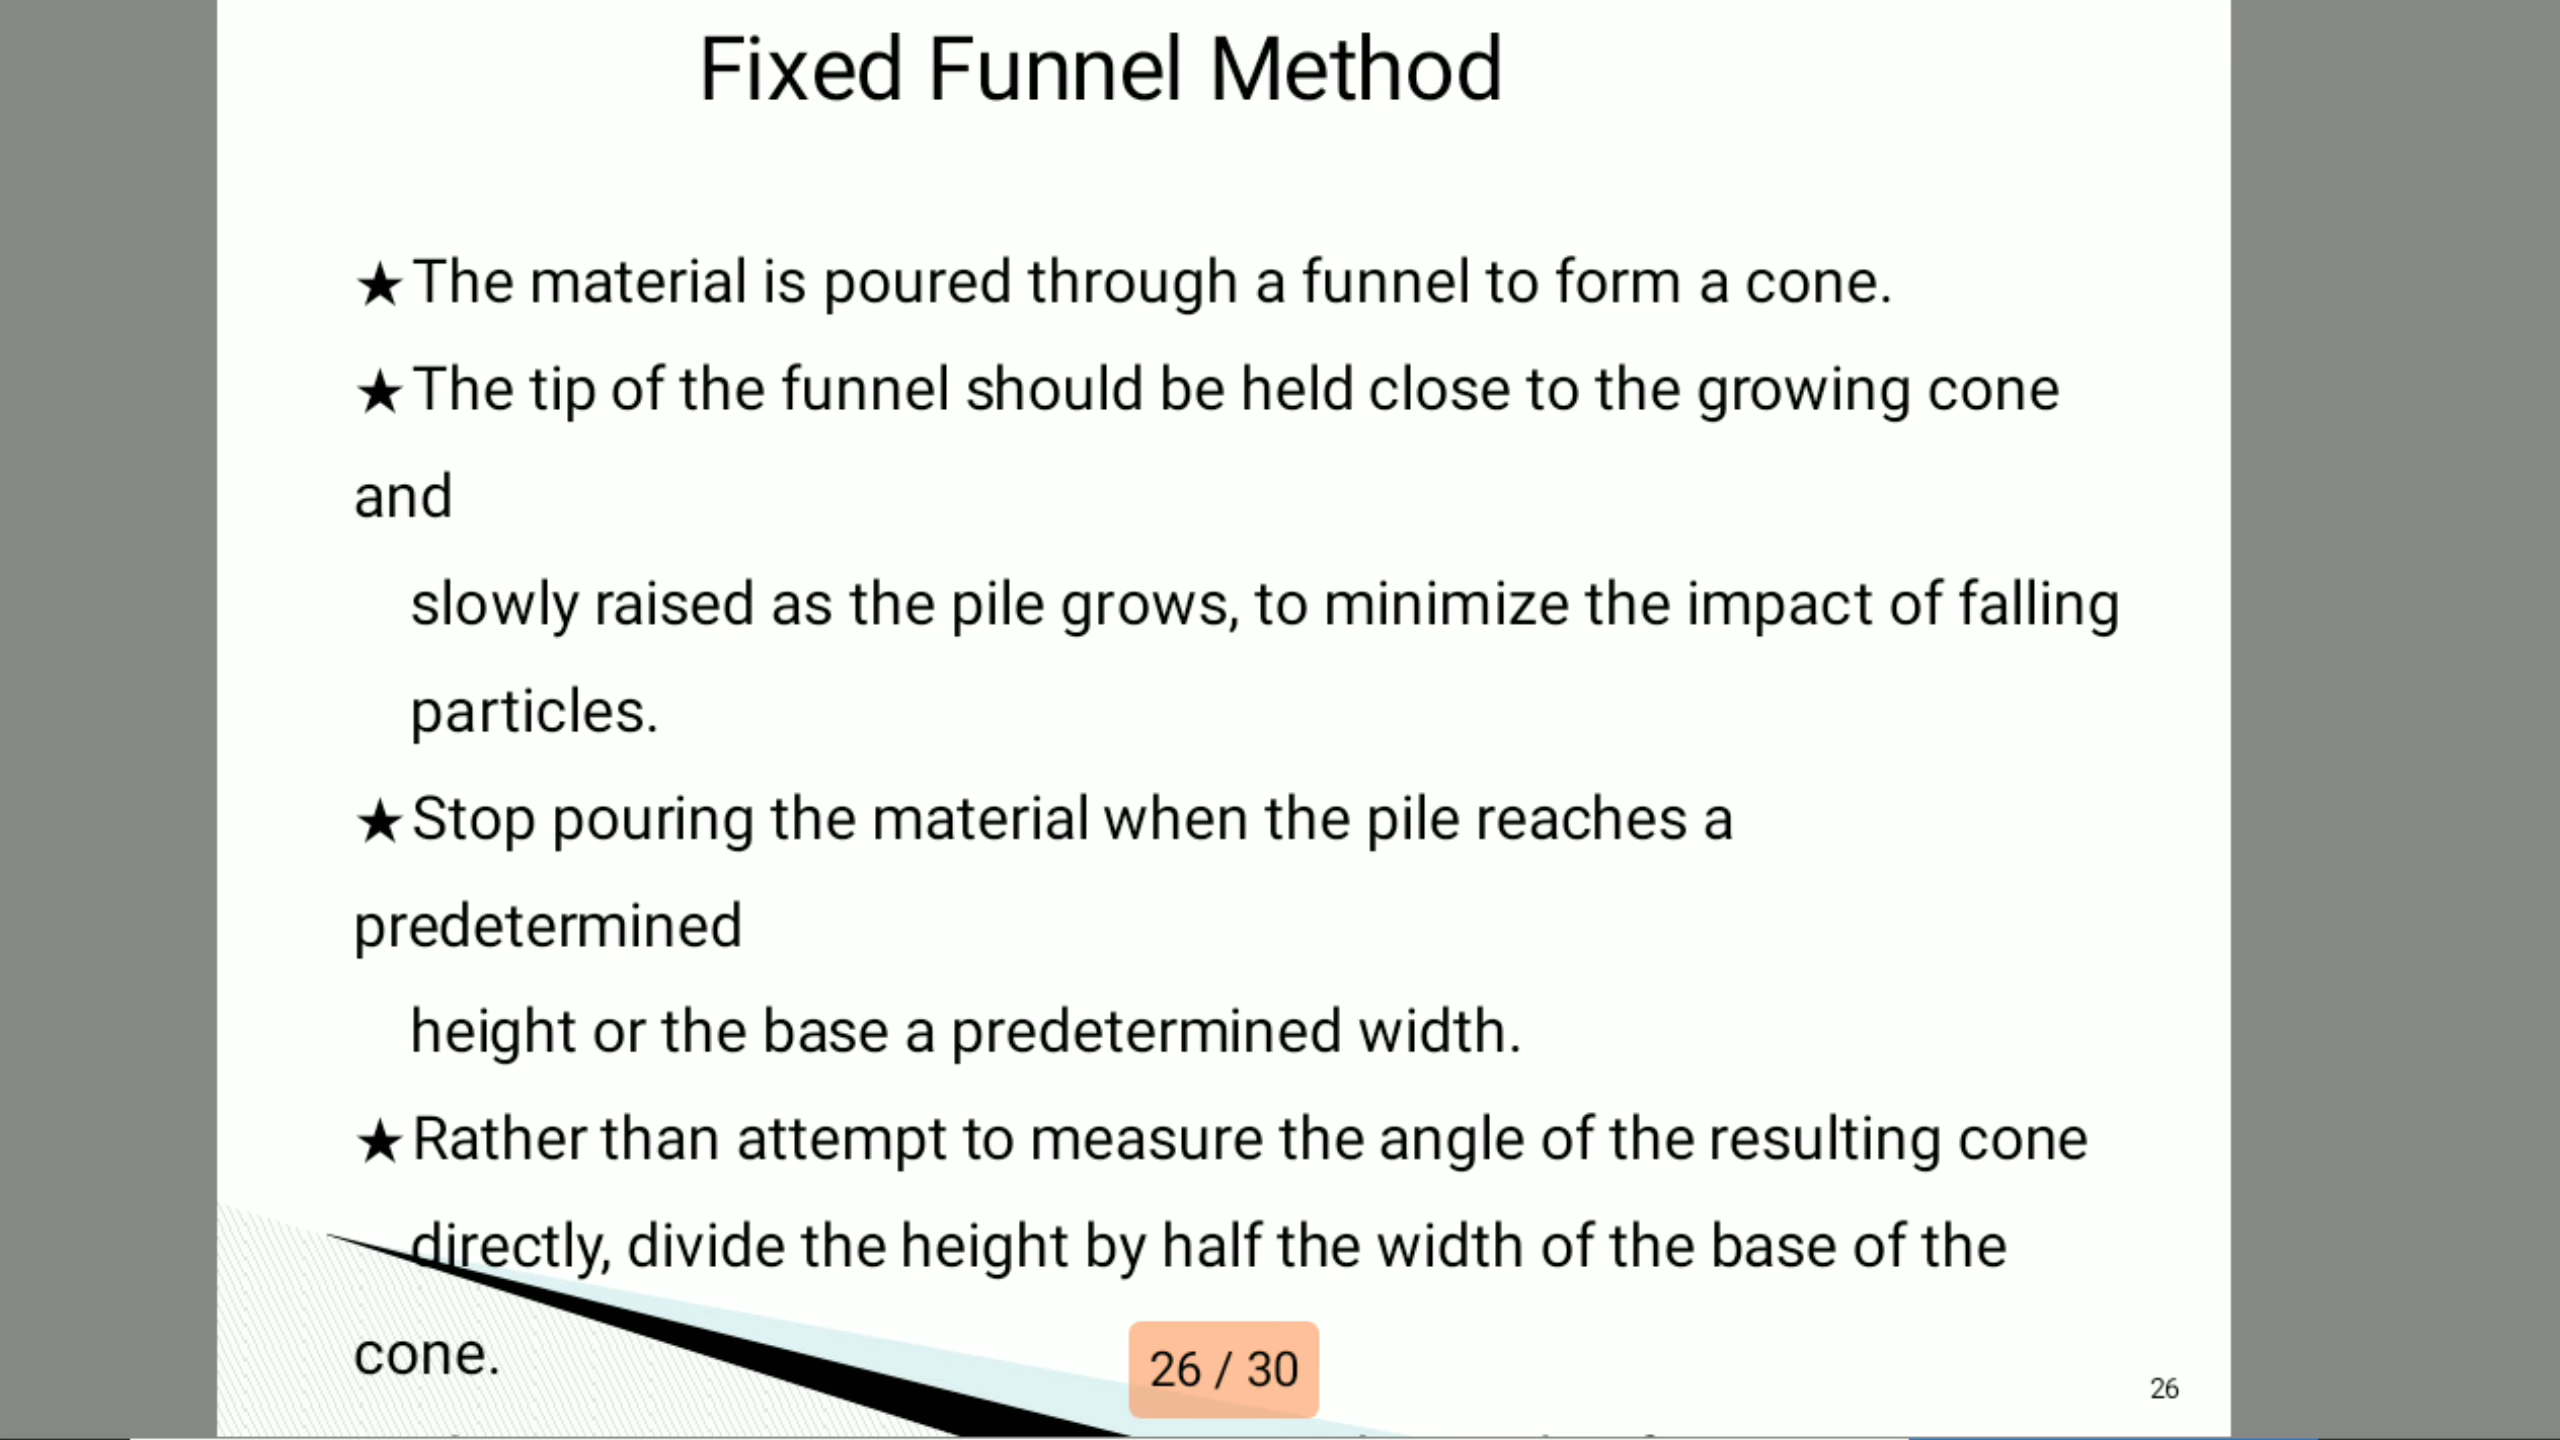 Fixed Funnel Method
★The material is poured through a funnel to form a cone.
★The tip of the funnel should be held close to the growing cone
and
slowly raised as the pile grows, to minimize the impact of falling
particles.
★Stop pouring the material when the pile reaches a
predetermined
height or the base a predetermined width.
★Rather than attempt to measure the angle of the resulting cone
directly, divide the height by half the width of the base of the
cone.
26 / 30
26